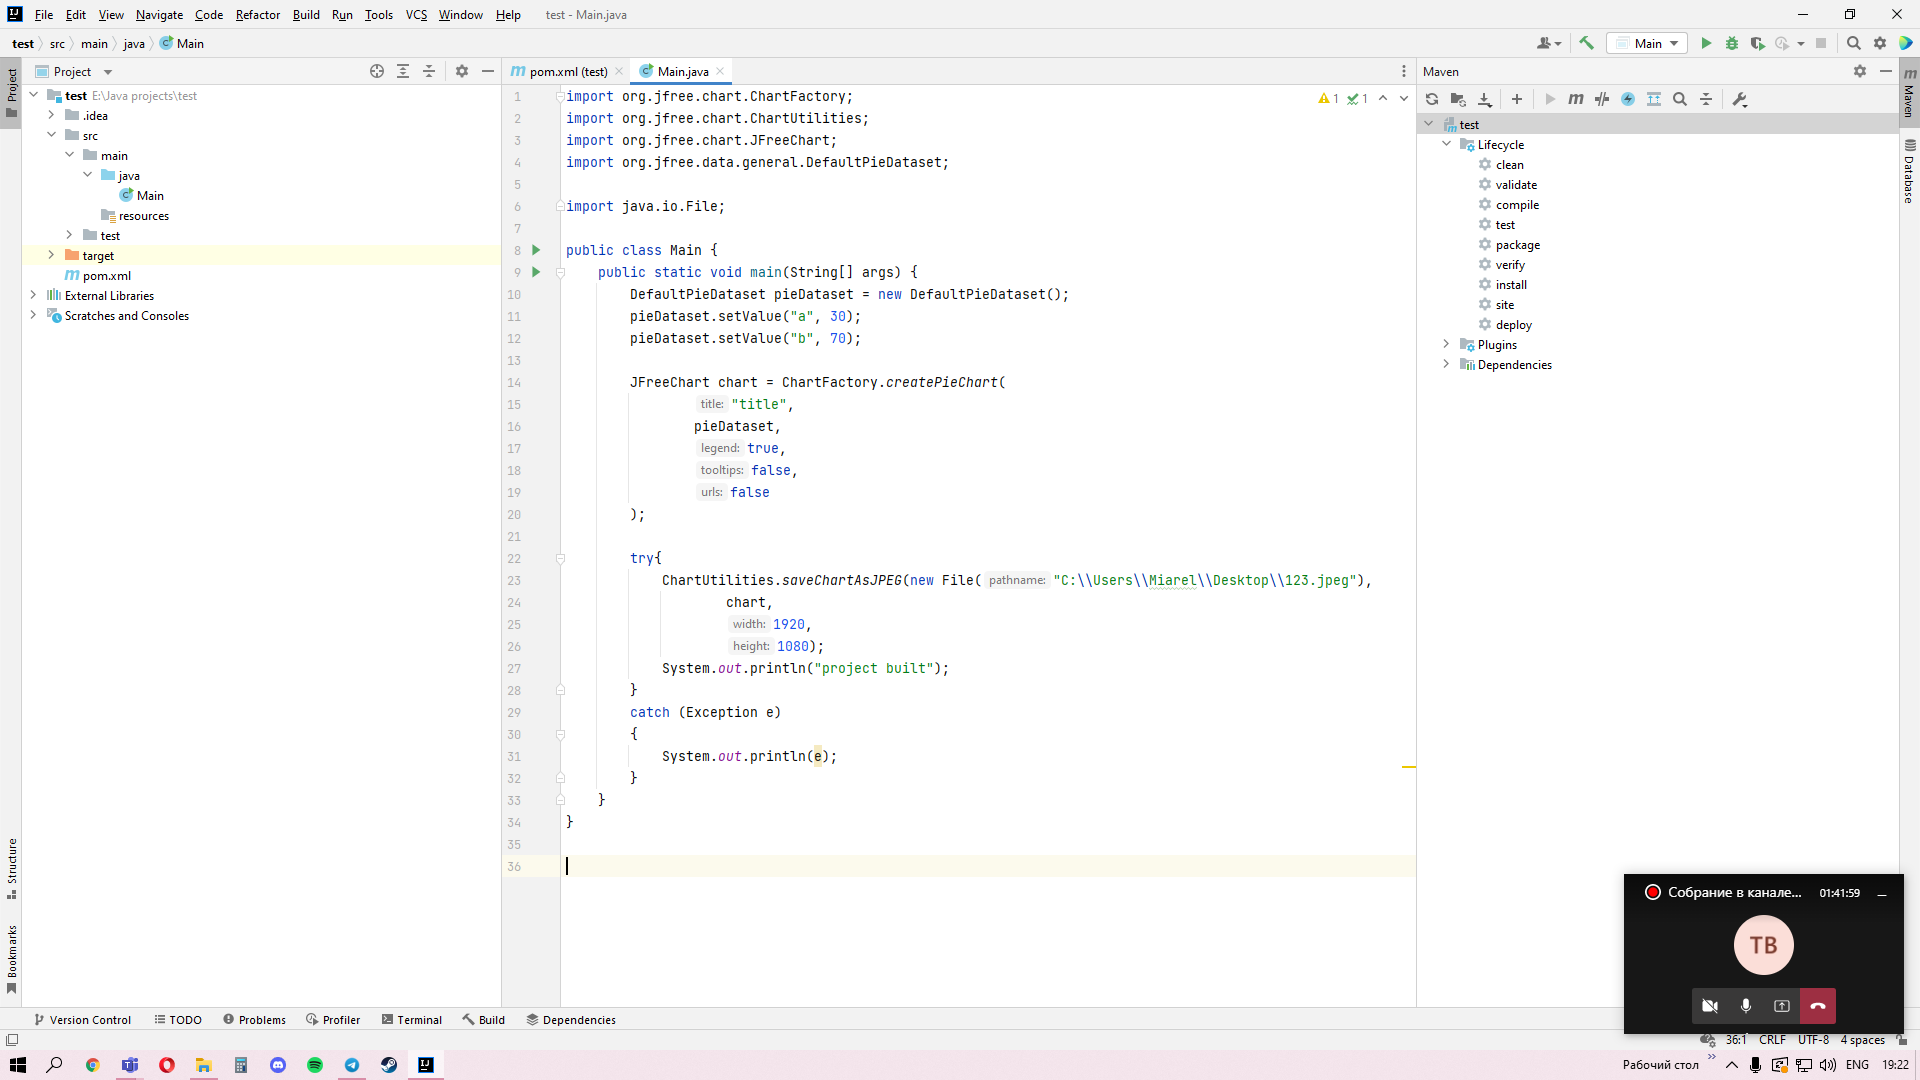 File Edit View Navigate Code Refactor Build Run Tools VCS Window Help test - Main.java
test src main java Main
Main
Project
pom.xml (test) Main.java
Maven
Project
test E:\Java projects\test
.idea
src
main
java
Main
resources
test
target
pom.xml
External Libraries
Scratches and Consoles
Structure
Bookmarks
1 import org.jfree.chart.ChartFactory;
2 import org.jfree.chart.ChartUtilities;
3 import org.jfree.chart.JFreeChart;
4 import org.jfree.data.general.DefaultPieDataset;
5
6 import java.io.File;
7
8 public class Main {
9 public static void main(String[] args) {
10 DefaultPieDataset pieDataset = new DefaultPieDataset();
11 pieDataset.setValue("a", 30);
12 pieDataset.setValue("b", 70);
13
14 JFreeChart chart = ChartFactory.createPieChart(
15 title: "title",
16 pieDataset,
17 legend: true,
18 tooltips: false,
19 urls: false
20 );
21
22 try{
23 ChartUtilities.saveChartAsJPEG(new File( pathname: "C:\\Users\\Miarel\\Desktop\\123.jpeg"),
24 chart,
25 width: 1920,
26 height: 1080);
27 System.out.println("project built");
28 }
29 catch (Exception e)
30 {
31 System.out.println(e);
32 }
33 }
34 }
35
36
1 1
test
Lifecycle
clean
validate
compile
test
package
verify
install
site
deploy
Plugins
Dependencies
Maven
Database
Собрание в канале... 01:41:59
ТВ
Version Control TODO Problems Profiler Terminal Build Dependencies
36:1 CRLF UTF-8 4 spaces
Рабочий стол ENG 19:22